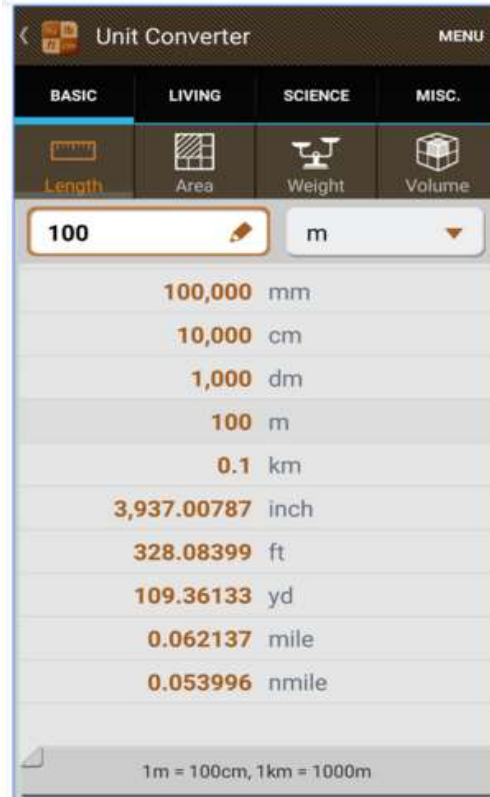 Unit Converter MENU
BASIC LIVING SCIENCE MISC.
Length Area Weight Volume
100 m
100,000 mm
10,000 cm
1,000 dm
100 m
0.1 km
3,937.00787 inch
328.08399 ft
109.36133 yd
0.062137 mile
0.053996 nmile
1m = 100cm, 1km = 1000m